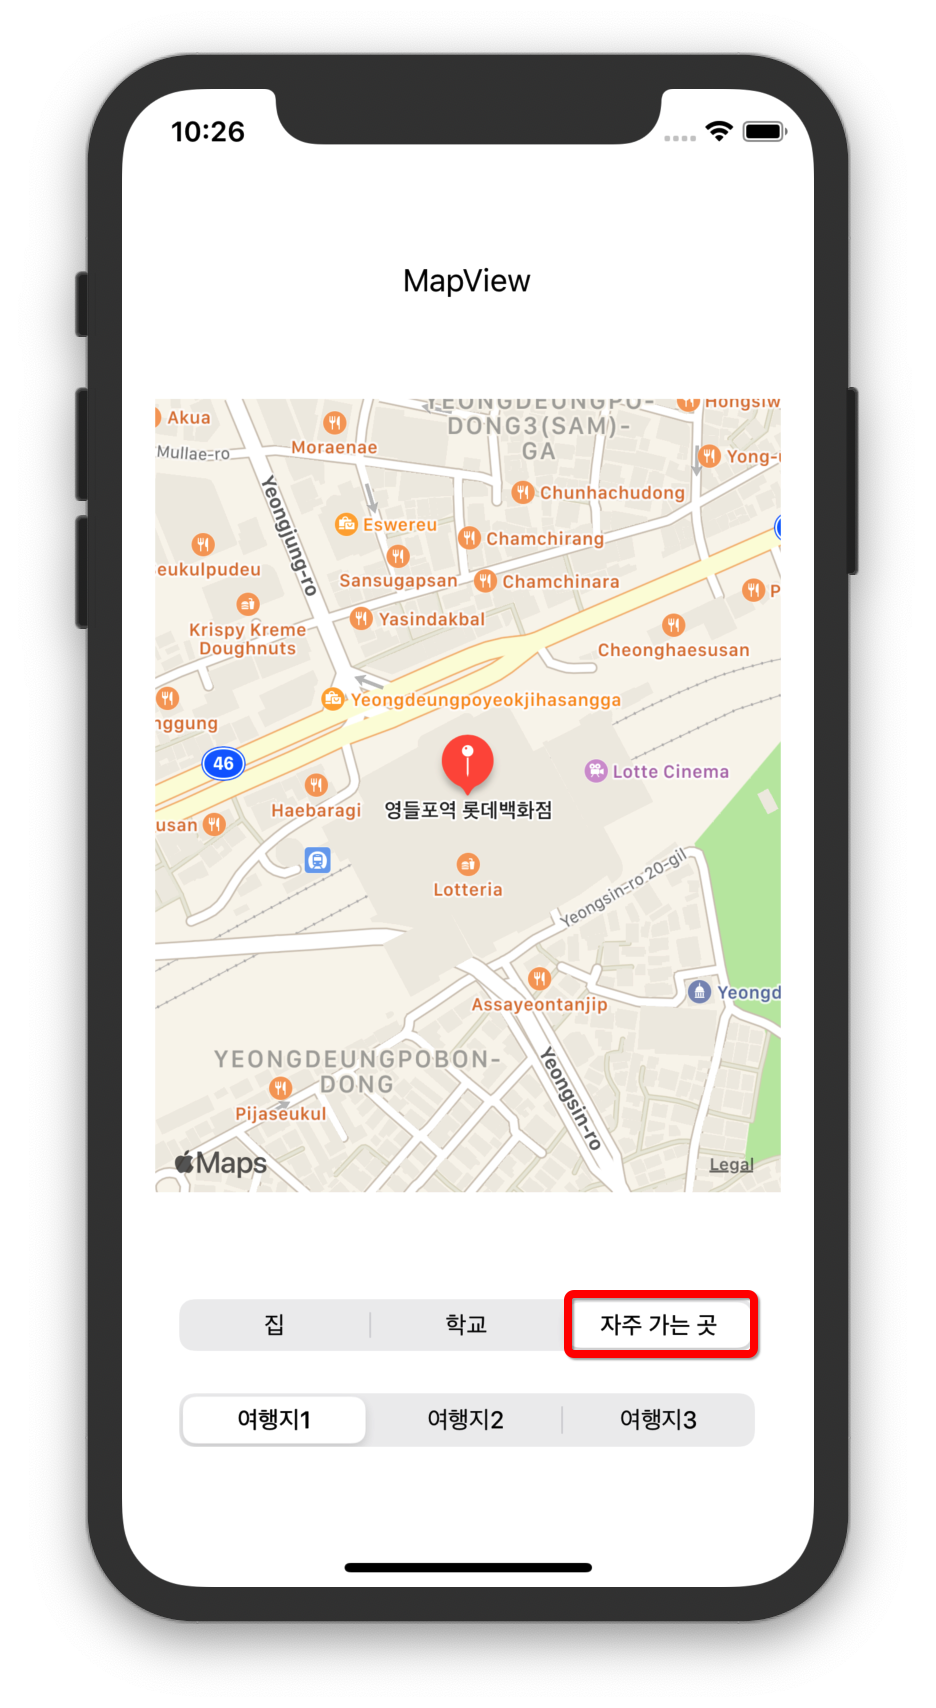 10:26
MapView
YEONGDEUNGPO-
DONG3(SAM)-
GA
Hongsiw
Akua
Moraenae
Mullae-ro
Yong-
Yeongjung-ro
Chunhachudong
Eswereu
Chamchirang
eukulpudeu
Sansugapsan
Chamchinara
P
Krispy Kreme
Doughnuts
Yasindakbal
Cheonghaesusan
Yeongdeungpoyeokjihasangga
nggung
46
Lotte Cinema
Haebaragi
영들포역 롯데백화점
usan
Lotteria
Yeongsin-ro 20-gil
Assayeontanjip
Yeongd
YEONGDEUNGPOBON-
DONG
Yeongsin-ro
Pijaseukul
Maps
Legal
집
학교
자주 가는 곳
여행지1
여행지2
여행지3